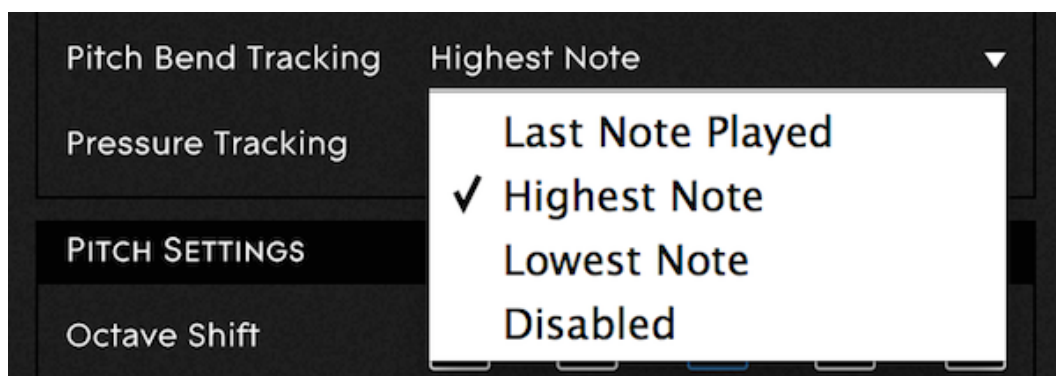 Pitch Bend Tracking Highest Note
Pressure Tracking
Last Note Played
✓ Highest Note
Lowest Note
Disabled
PITCH SETTINGS
Octave Shift